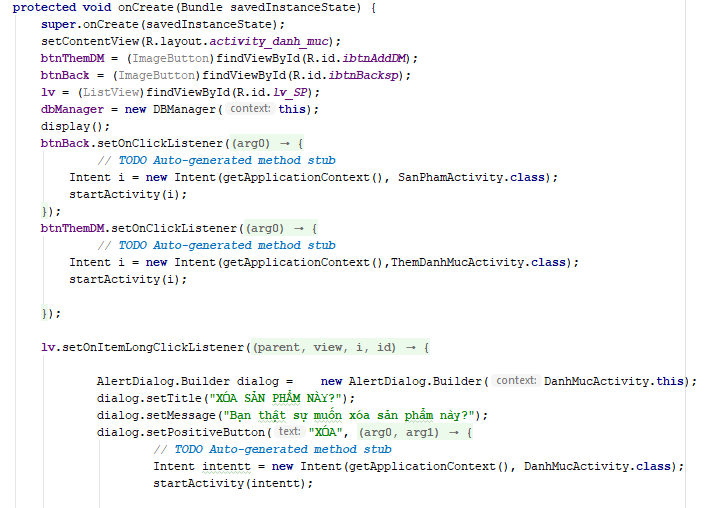 protected void onCreate(Bundle savedInstanceState) {
super.onCreate(savedInstanceState);
setContentView(R.layout.activity_danh_muc);
btnThemDM = (ImageButton)findViewById(R.id.ibtnAddDM);
btnBack = (ImageButton)findViewById(R.id.ibtnBacksp);
lv = (ListView)findViewById(R.id.lv_SP);
dbManager = new DBManager( context: this);
display();
btnBack.setOnClickListener((arg0) → {
// TODO Auto-generated method stub
Intent i = new Intent(getApplicationContext(), SanPhamActivity.class);
startActivity(i);
});
btnThemDM.setOnClickListener((arg0) → {
// TODO Auto-generated method stub
Intent i = new Intent(getApplicationContext(),ThemDanhMucActivity.class);
startActivity(i);
});
lv.setOnItemLongClickListener((parent, view, i, id) → {
AlertDialog.Builder dialog = new AlertDialog.Builder( context: DanhMucActivity.this);
dialog.setTitle("XÓA SẢN PHẨM NÀY?");
dialog.setMessage("Bạn thật sự muốn xóa sản phẩm này?");
dialog.setPositiveButton( text: "XÓA", (arg0, arg1) → {
// TODO Auto-generated method stub
Intent intentt = new Intent(getApplicationContext(), DanhMucActivity.class);
startActivity(intentt);